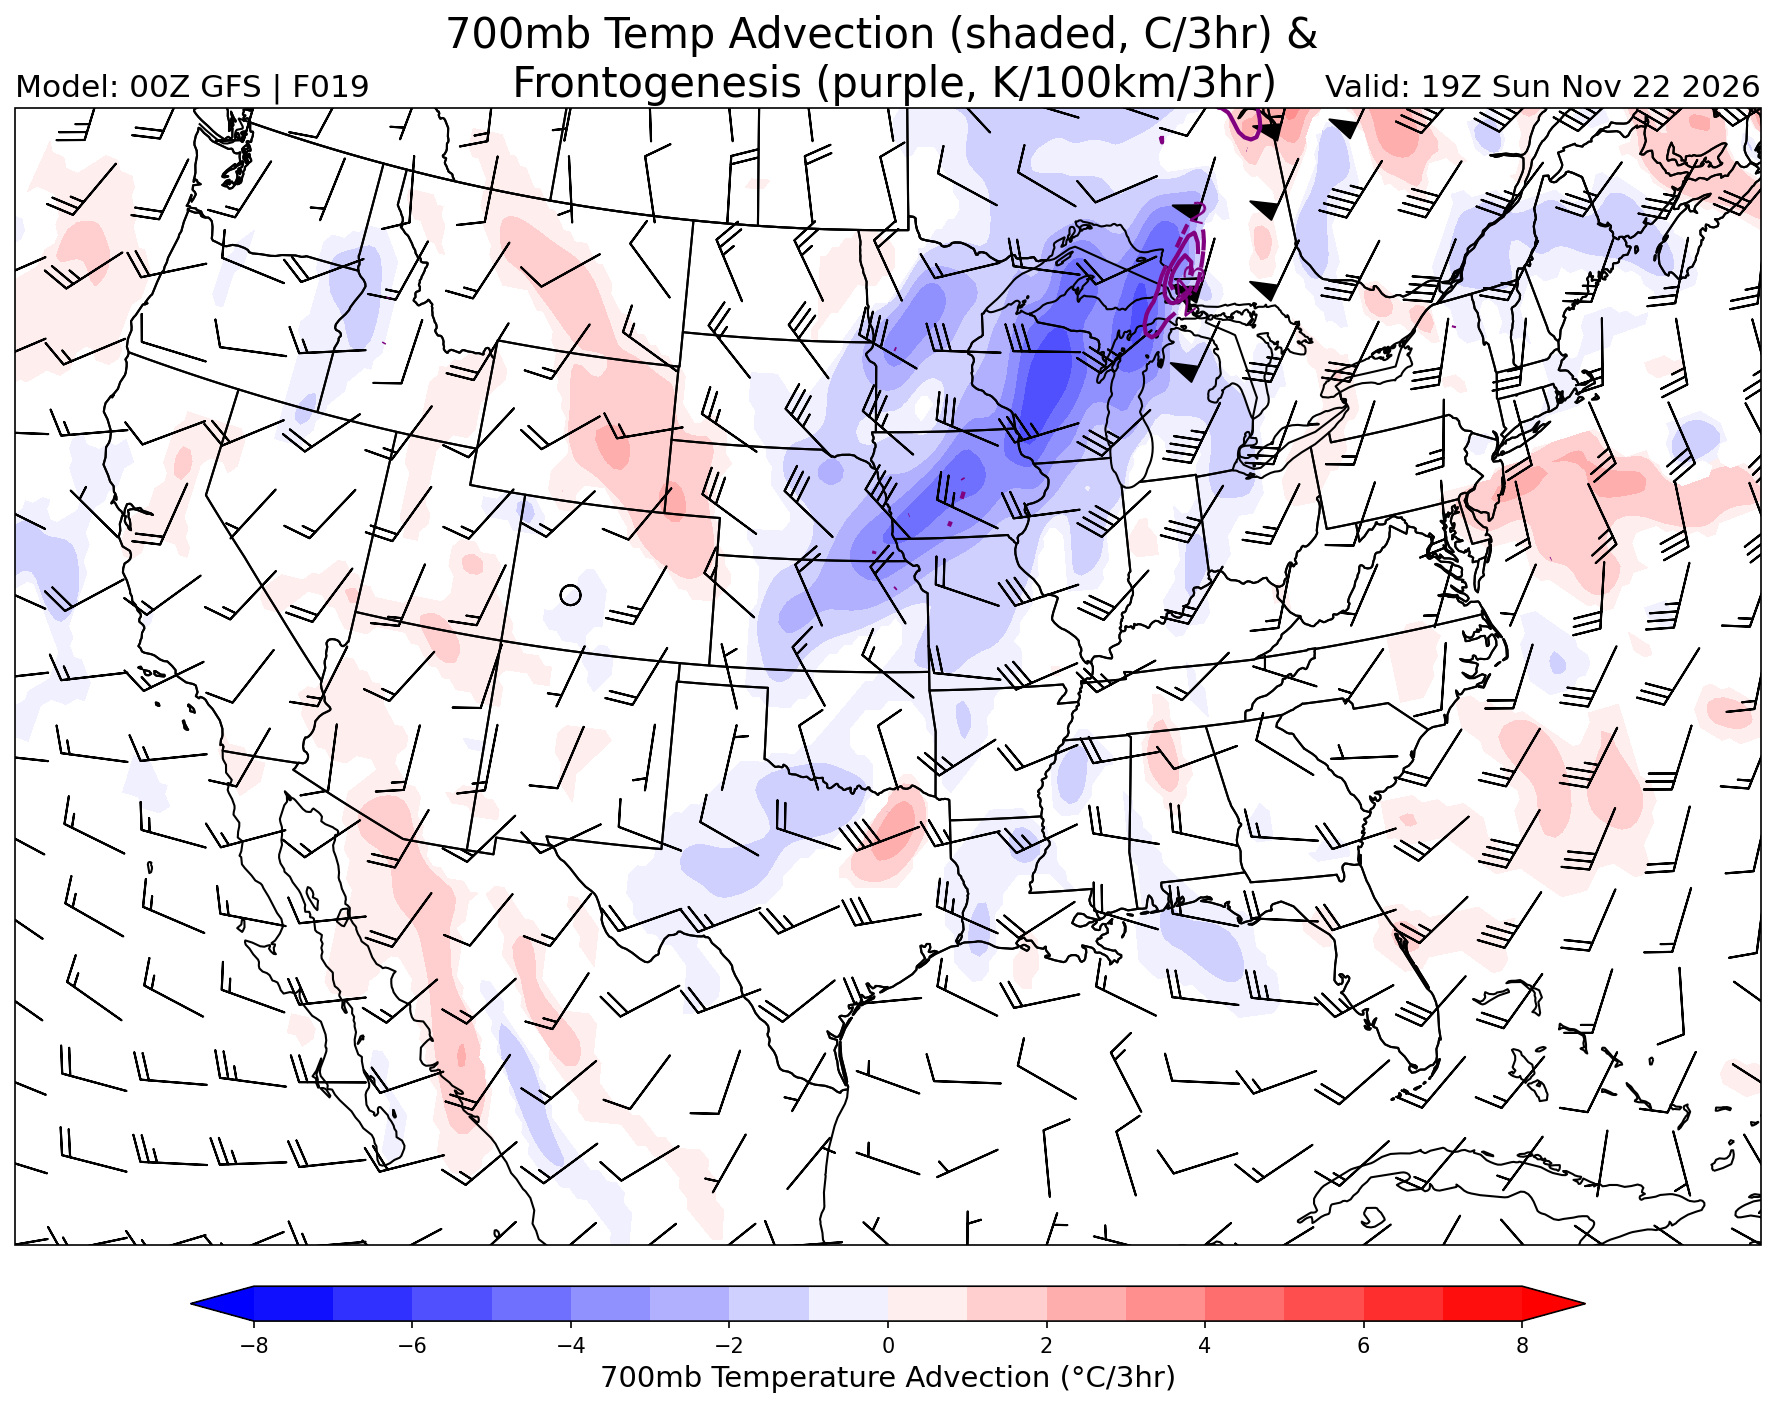 700mb Temp Advection (shaded, C/3hr) &
Frontogenesis (purple, K/100km/3hr)
Model: 00Z GFS | F019
Valid: 19Z Sun Nov 22 2026
−8 −6 −4 −2 0 2 4 6 8
700mb Temperature Advection (°C/3hr)